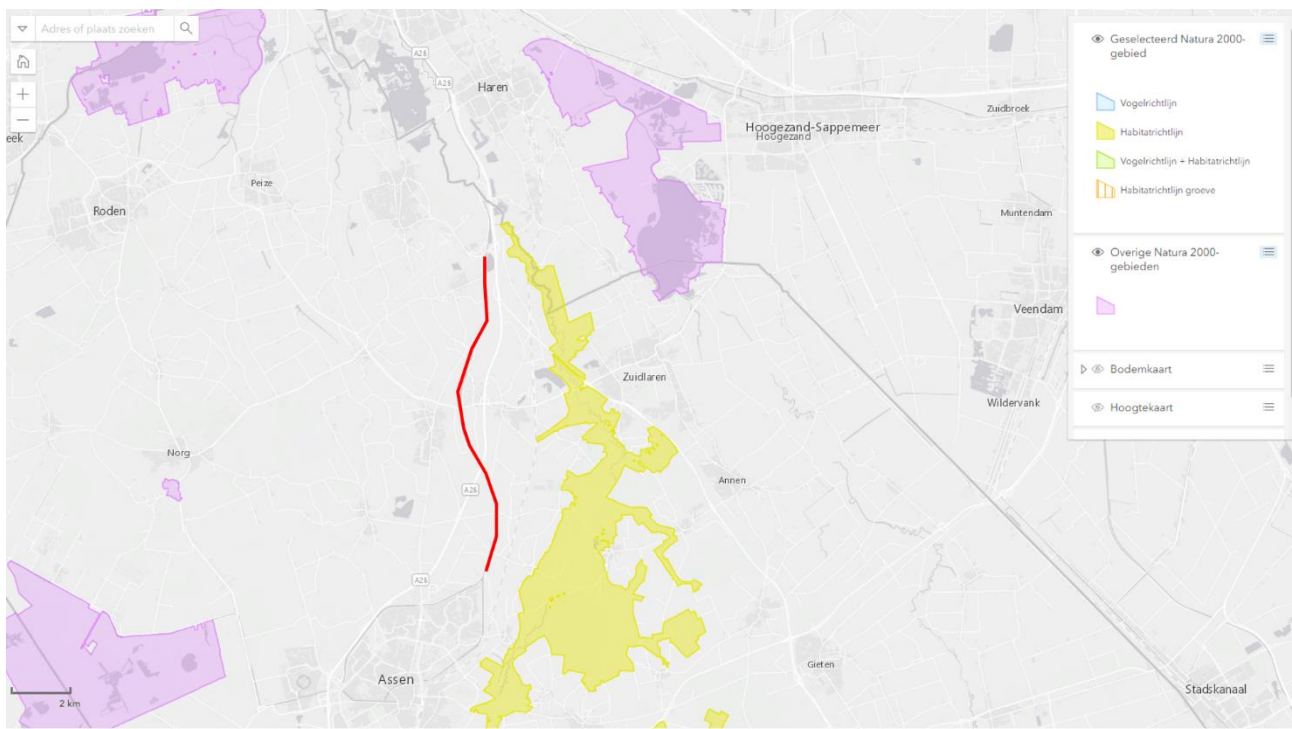 Adres of plaats zoeken
A28
A28
Haren
Hoogezand-Sappemeer
Hoogezand
Zuidbroek
eek
Peize
Roden
Muntendam
Veendam
Zuidlaren
Wildervank
Norg
Annen
A28
A28
Gieten
Assen
Stadskanaal
2 km
Geselecteerd Natura 2000-
gebied
Vogelrichtlijn
Habitatrichtlijn
Vogelrichtlijn + Habitatrichtlijn
Habitatrichtlijn groeve
Overige Natura 2000-
gebieden
Bodemkaart
Hoogtekaart